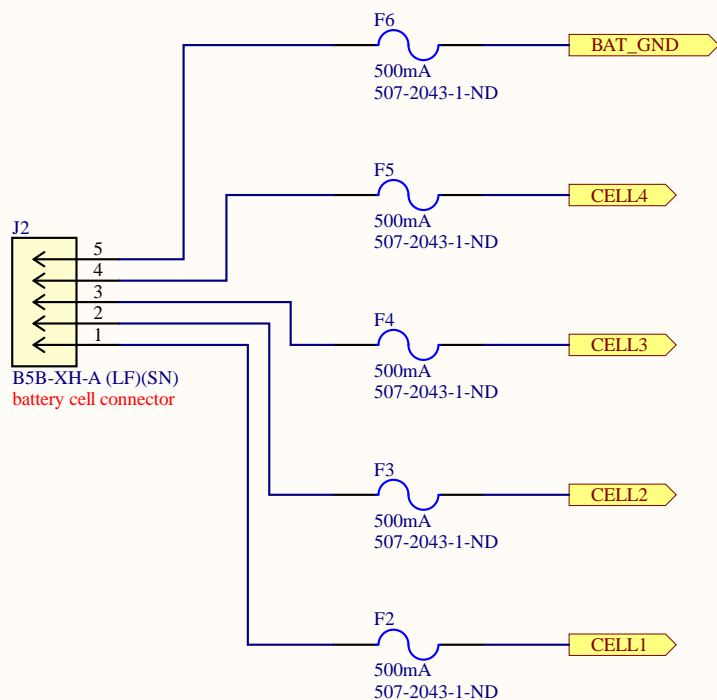 F6
500mA
507-2043-1-ND
BAT_GND
F5
500mA
507-2043-1-ND
CELL4
J2
5
4
3
2
1
B5B-XH-A (LF)(SN)
battery cell connector
F4
500mA
507-2043-1-ND
CELL3
F3
500mA
507-2043-1-ND
CELL2
F2
500mA
507-2043-1-ND
CELL1